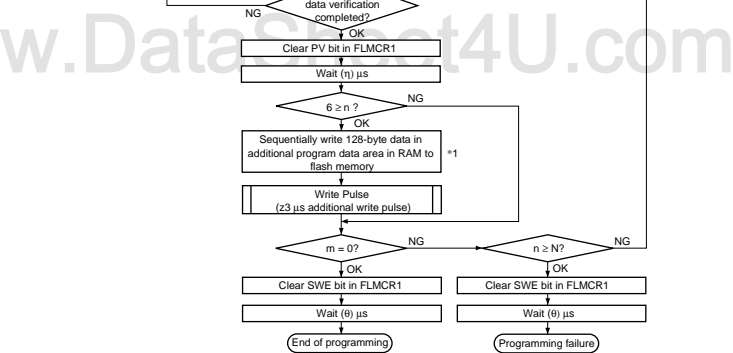 data verification
completed?
NG
OK
Clear PV bit in FLMCR1
w.DataSheet4U.com
Wait (η) μs
6 ≥ n ?
NG
OK
Sequentially write 128-byte data in
additional program data area in RAM to
flash memory
*1
Write Pulse
(z3 μs additional write pulse)
m = 0?
NG
n ≥ N?
NG
OK
OK
Clear SWE bit in FLMCR1
Clear SWE bit in FLMCR1
Wait (θ) μs
Wait (θ) μs
End of programming
Programming failure